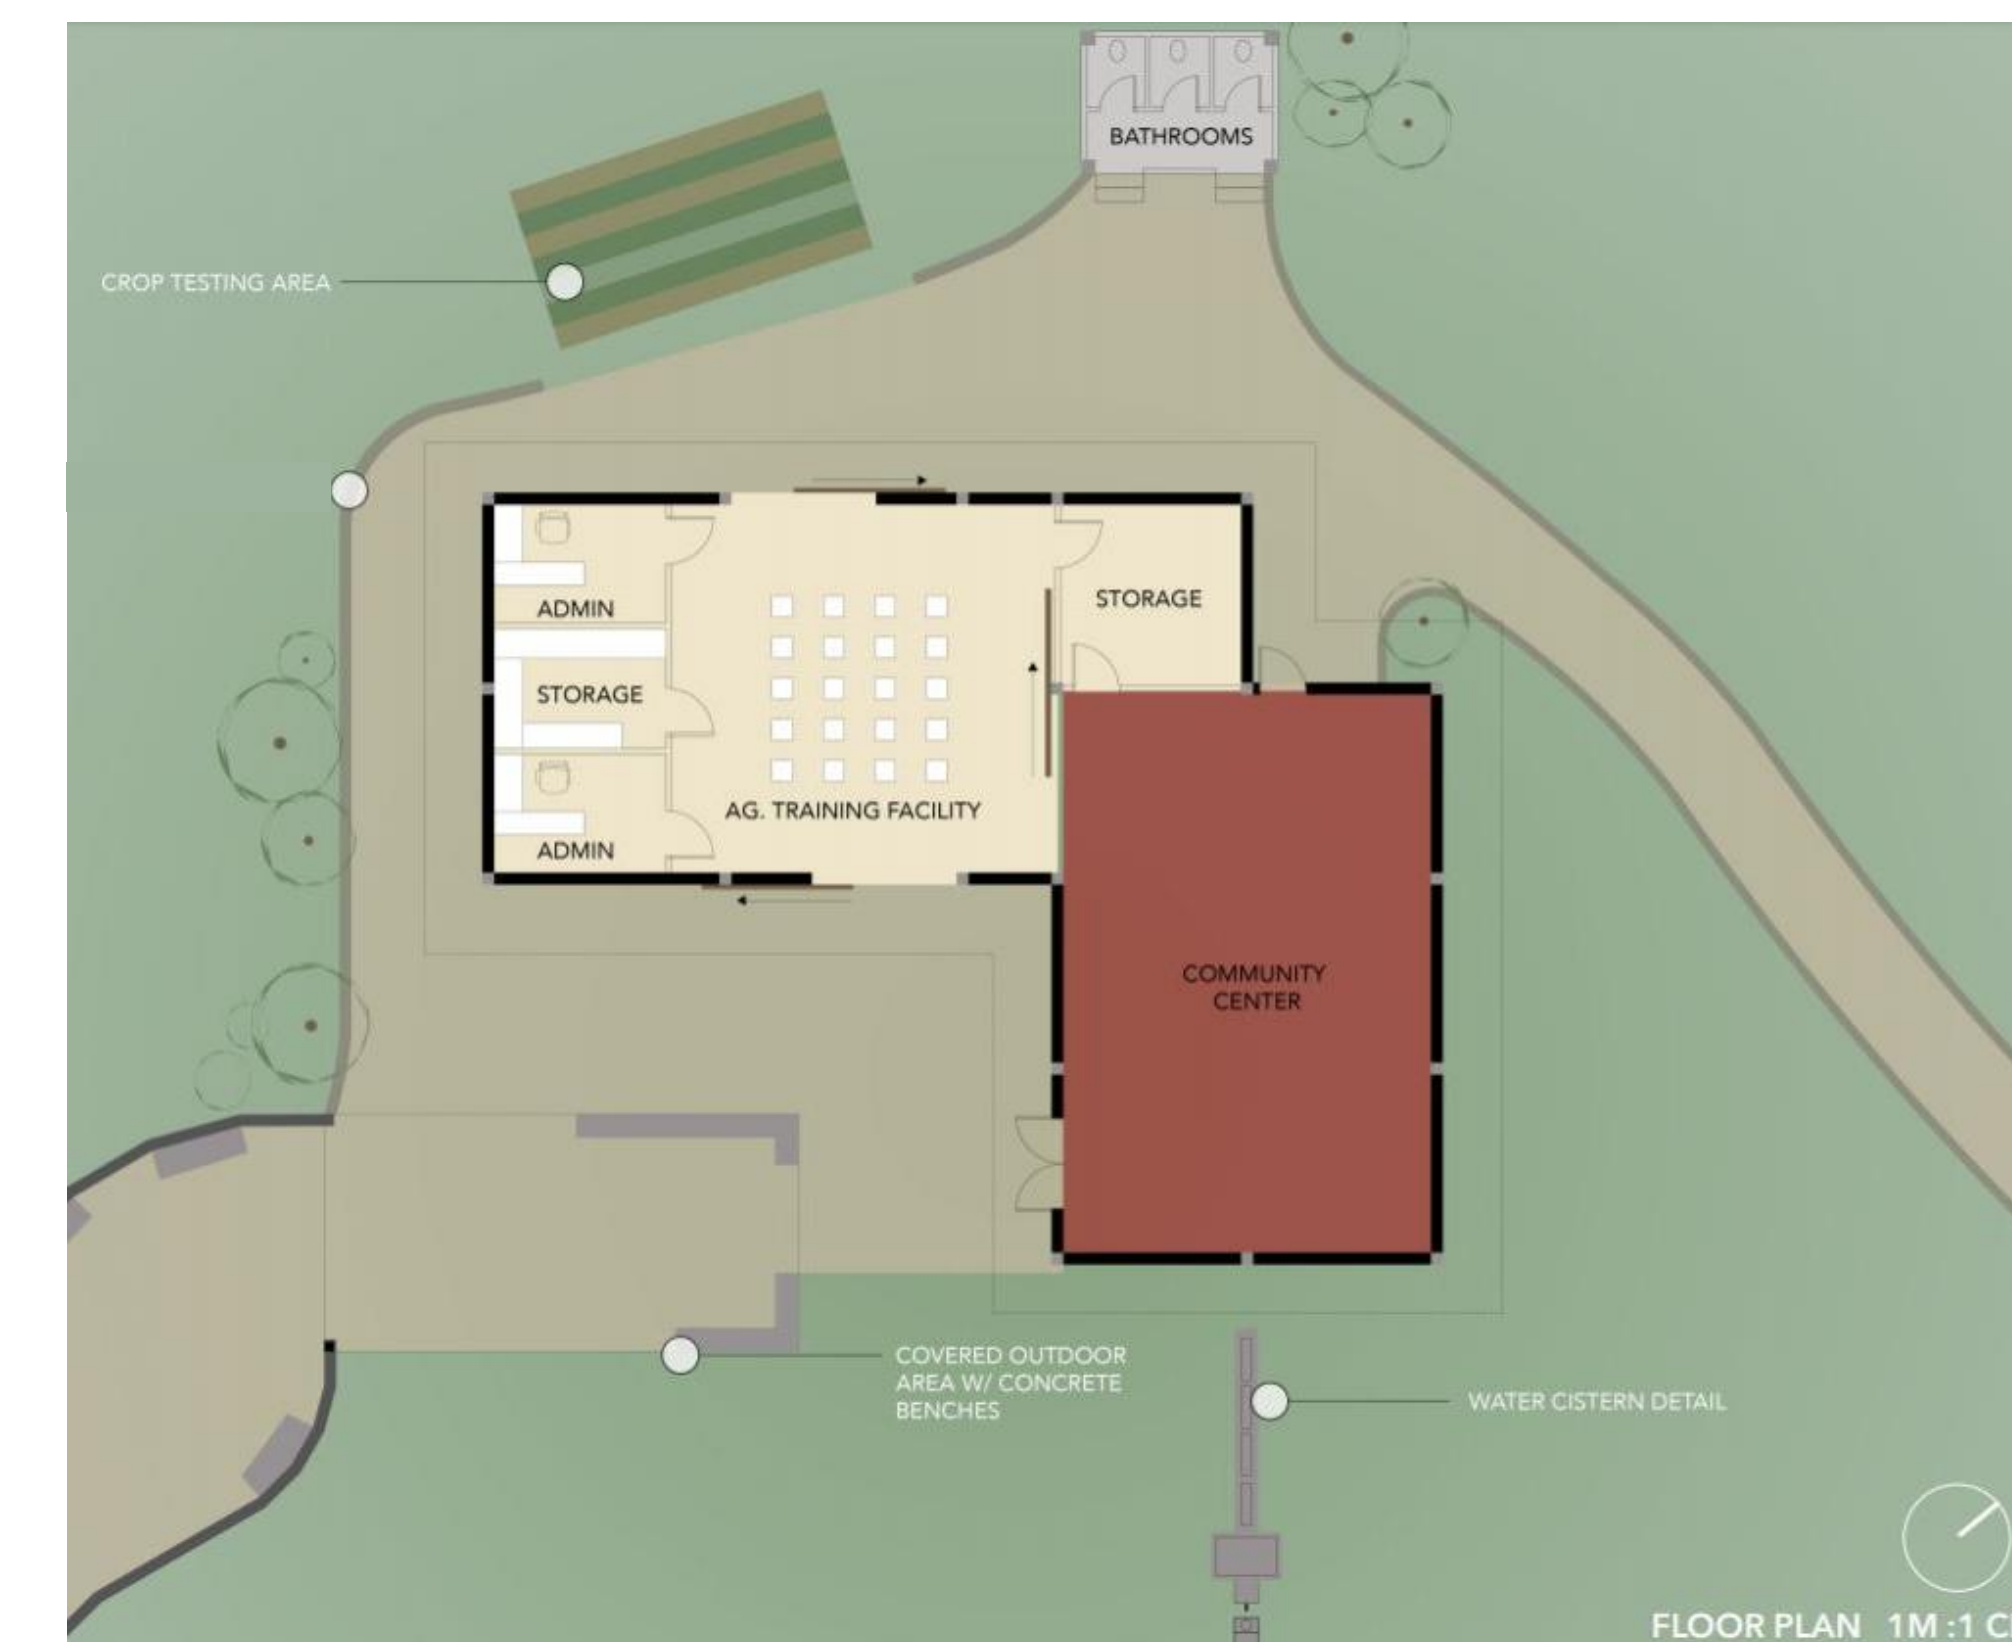 BATHROOMS
CROP TESTING AREA
ADMIN
STORAGE
STORAGE
AG. TRAINING FACILITY
ADMIN
COMMUNITY
CENTER
COVERED OUTDOOR
AREA W/ CONCRETE
BENCHES
WATER CISTERN DETAIL
FLOOR PLAN 1M :1 C